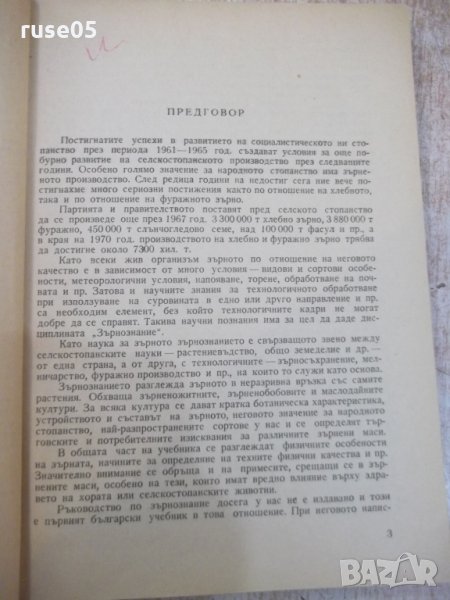 ruse05
ПРЕДГОВОР
Постигнатите успехи в развитието на социалистическото ни сто-
панство през периода 1961—1965 год. създават условия за още по-
бурно развитие на селскостопанското производство през следващите
години. Особено голямо значение за народното стопанство има зърне-
ното производство. След редица години на недостиг сега ние вече по-
стигнахме много сериозни постижения както по отношение на хлебното,
така и по отношение на фуражното зърно.
Партията и правителството поставят пред селското стопанство
да се произведе още през 1967 год. 3 300 000 т хлебно зърно, 3 880 000 т
фуражно, 450 000 т слънчогледово семе, над 100 000 т фасул и пр., а
в края на 1970 год. производството на хлебно и фуражно зърно трябва
да достигне около 7300 хил. т.
Като всеки жив организъм зърното по отношение на неговото
качество е в зависимост от много условия — видови и сортови особе-
ности, метеорологични условия, напояване, торене, обработване на поч-
вата и пр. Затова и научните знания за технологичното обработване
при използуване на суровината в едно или друго направление и пр.
са необходим елемент, без който технологичните кадри не могат
добре да се справят. Такива научни познания има за цел да даде дис-
циплината „Зърнознание“.
Като наука за зърното зърнознанието е свързващото звено между
селскостопанските науки — растениевъдство, общо земеделие и др. —
от една страна, а от друга, с технологичните — зърносъхранение, мел-
ничарство, фуражно производство и пр., на които то служи като основа.
Зърнознанието разглежда зърното в неразривна връзка със самите
растения. Обхваща зърненожитните, зърненобобовите и маслодайните
култури. За всяка култура се дават кратка ботаническа характеристика,
устройството и съставът на зърното, неговото значение за народното
стопанство, най-разпространените сортове у нас и се определят тър-
говските и потребителните изисквания за различните зърнени маси.
В общата част на учебника се разглеждат физичните особености
на зърната, начините за определяне на техните физични качества и пр.
Значително внимание се обръща и на примесите, срещащи се в зър-
нените маси, особено на тези, които имат вредно влияние върху здраве-
то на хората или селскостопанските животни.
Ръководство по зърнознание досега у нас не е издавано и този
е първият български учебник в това отношение. При неговото напис-
3
BAZAR
.bg